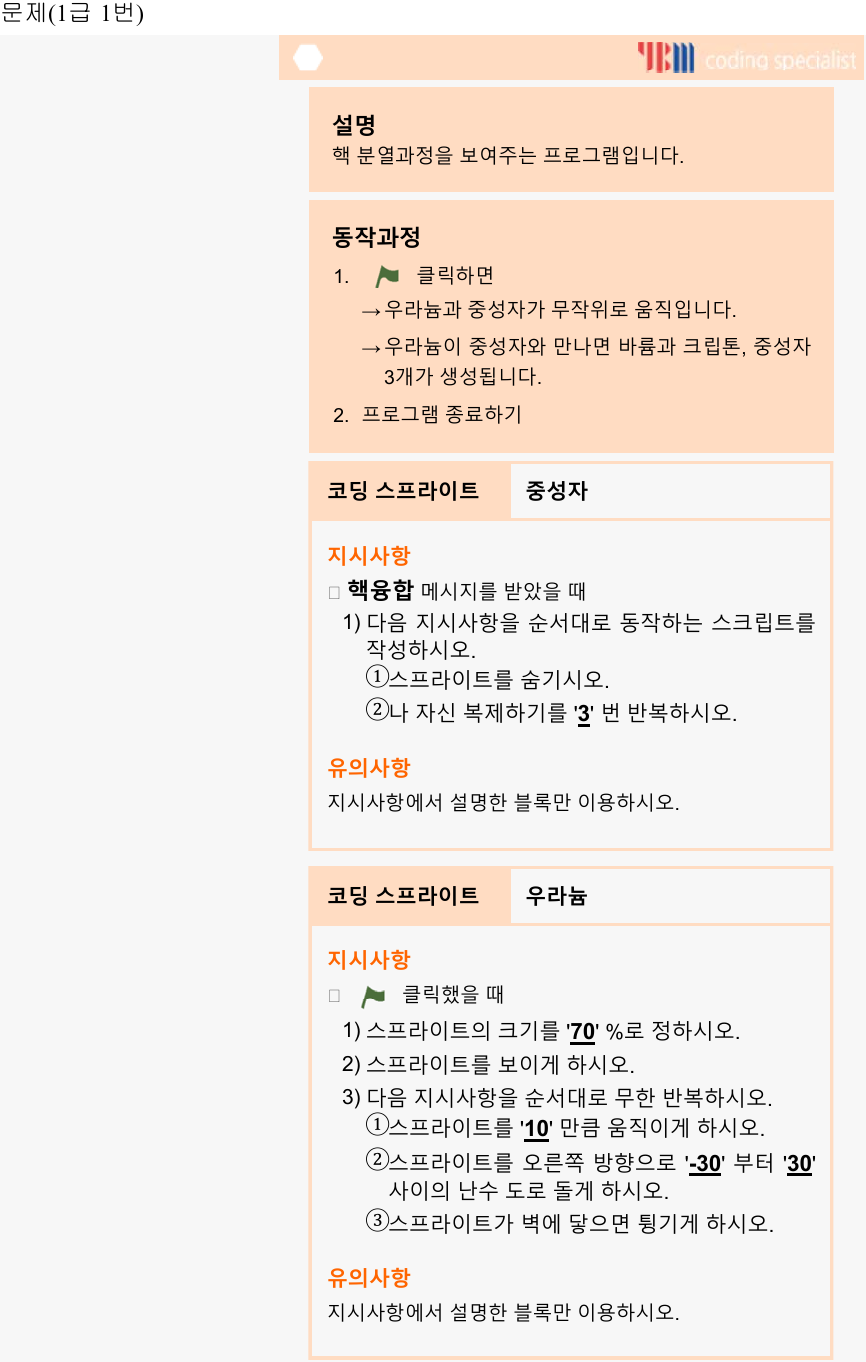 문제(1급 1번)
YBM coding specialist
설명
핵 분열과정을 보여주는 프로그램입니다.
동작과정
1. 클릭하면
→우라늄과 중성자가 무작위로 움직입니다.
→우라늄이 중성자와 만나면 바륨과 크립톤, 중성자
3개가 생성됩니다.
2. 프로그램 종료하기
코딩 스프라이트 중성자
지시사항
□ 핵융합 메시지를 받았을 때
1) 다음 지시사항을 순서대로 동작하는 스크립트를
작성하시오.
①스프라이트를 숨기시오.
②나 자신 복제하기를 '3' 번 반복하시오.
유의사항
지시사항에서 설명한 블록만 이용하시오.
코딩 스프라이트 우라늄
지시사항
□ 클릭했을 때
1) 스프라이트의 크기를 '70' %로 정하시오.
2) 스프라이트를 보이게 하시오.
3) 다음 지시사항을 순서대로 무한 반복하시오.
①스프라이트를 '10' 만큼 움직이게 하시오.
②스프라이트를 오른쪽 방향으로 '-30' 부터 '30'
사이의 난수 도로 돌게 하시오.
③스프라이트가 벽에 닿으면 튕기게 하시오.
유의사항
지시사항에서 설명한 블록만 이용하시오.